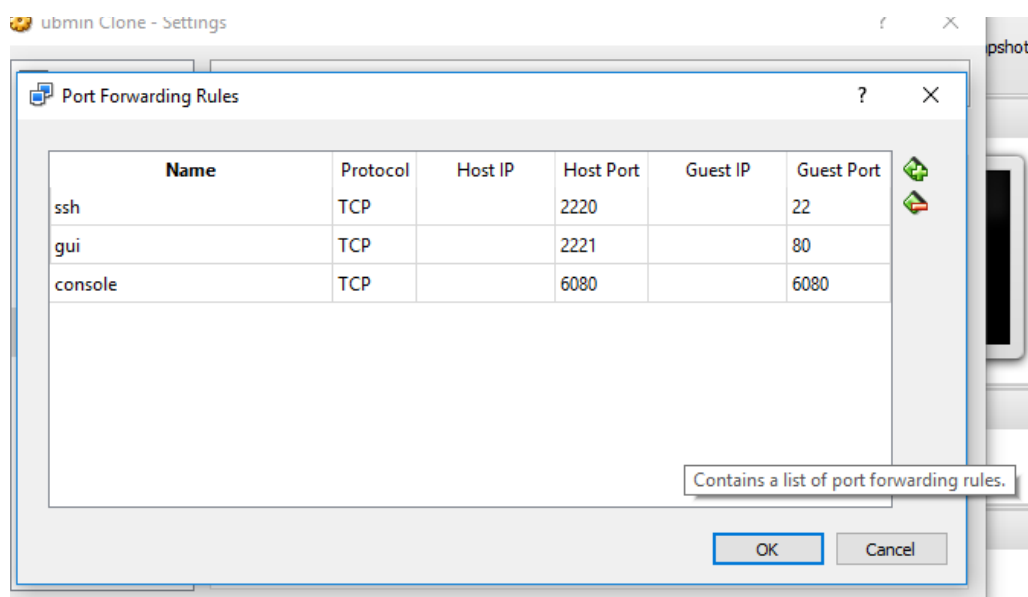 ubmin Clone - Settings ?
pshot
Port Forwarding Rules ?
Name Protocol Host IP Host Port Guest IP Guest Port
ssh TCP 2220 22
gui TCP 2221 80
console TCP 6080 6080
Contains a list of port forwarding rules.
OK Cancel